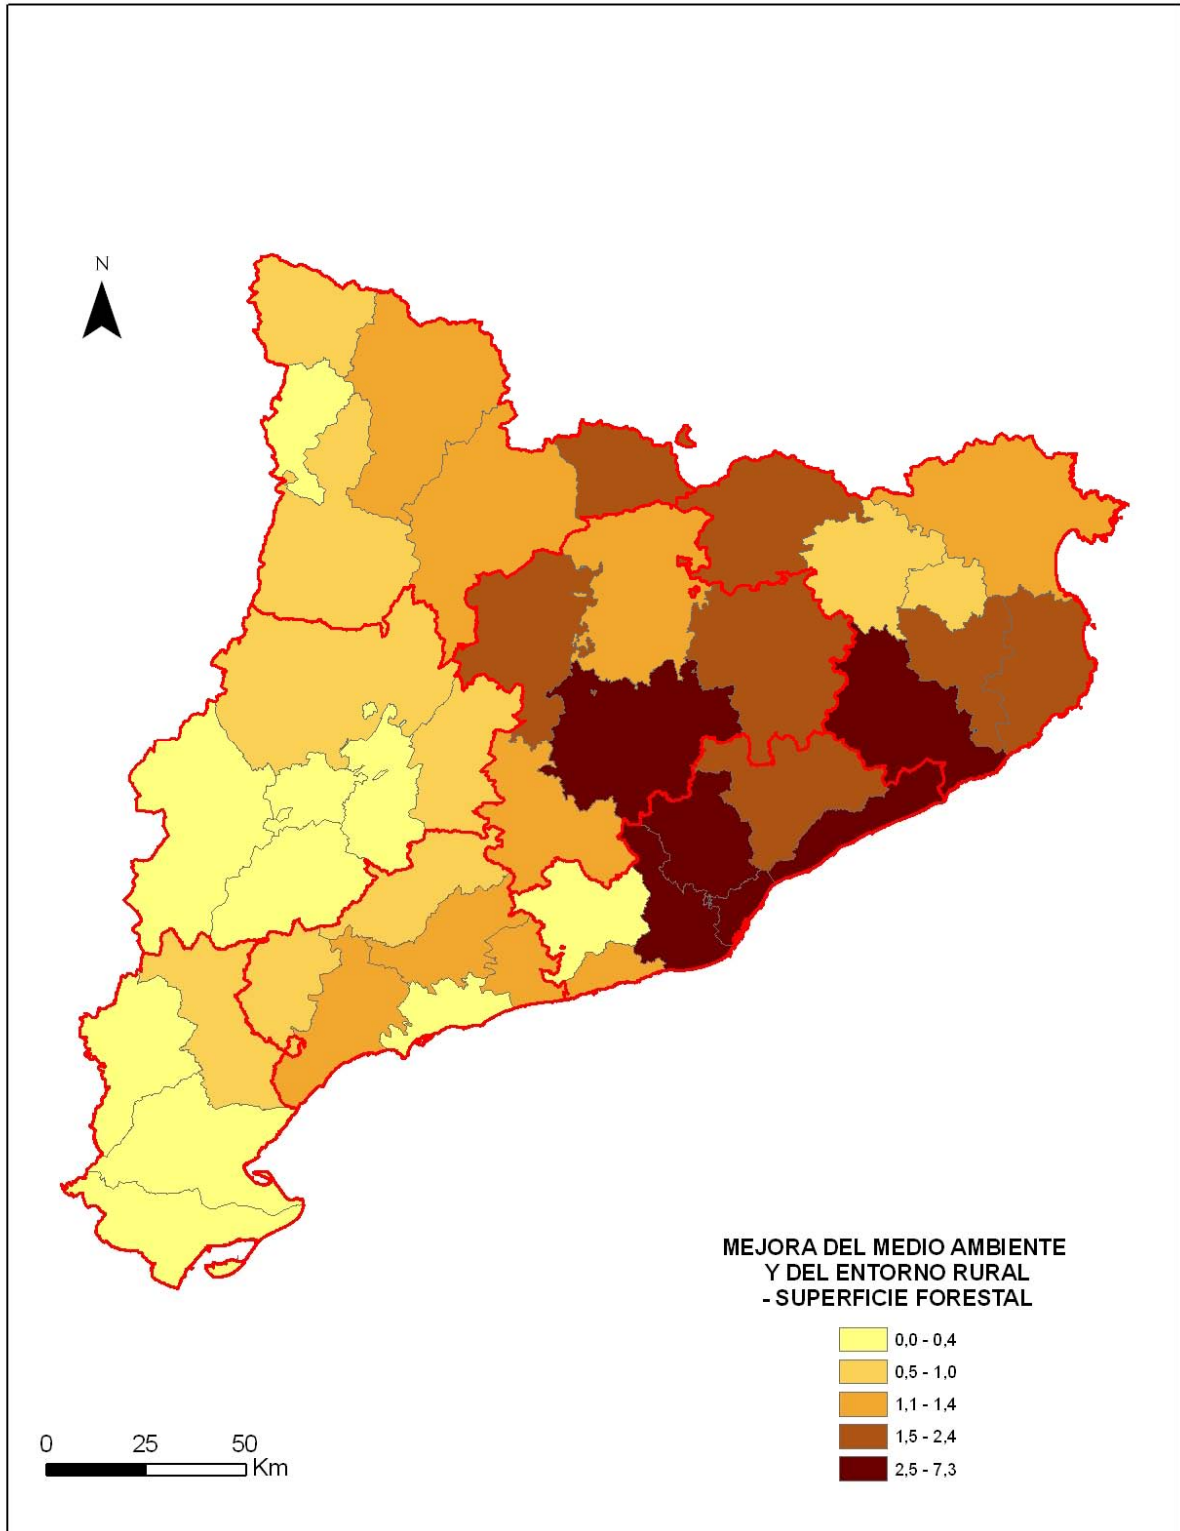 N
MEJORA DEL MEDIO AMBIENTE
Y DEL ENTORNO RURAL
- SUPERFICIE FORESTAL
0,0 - 0,4
0,5 - 1,0
1,1 - 1,4
1,5 - 2,4
2,5 - 7,3
0 25 50
Km